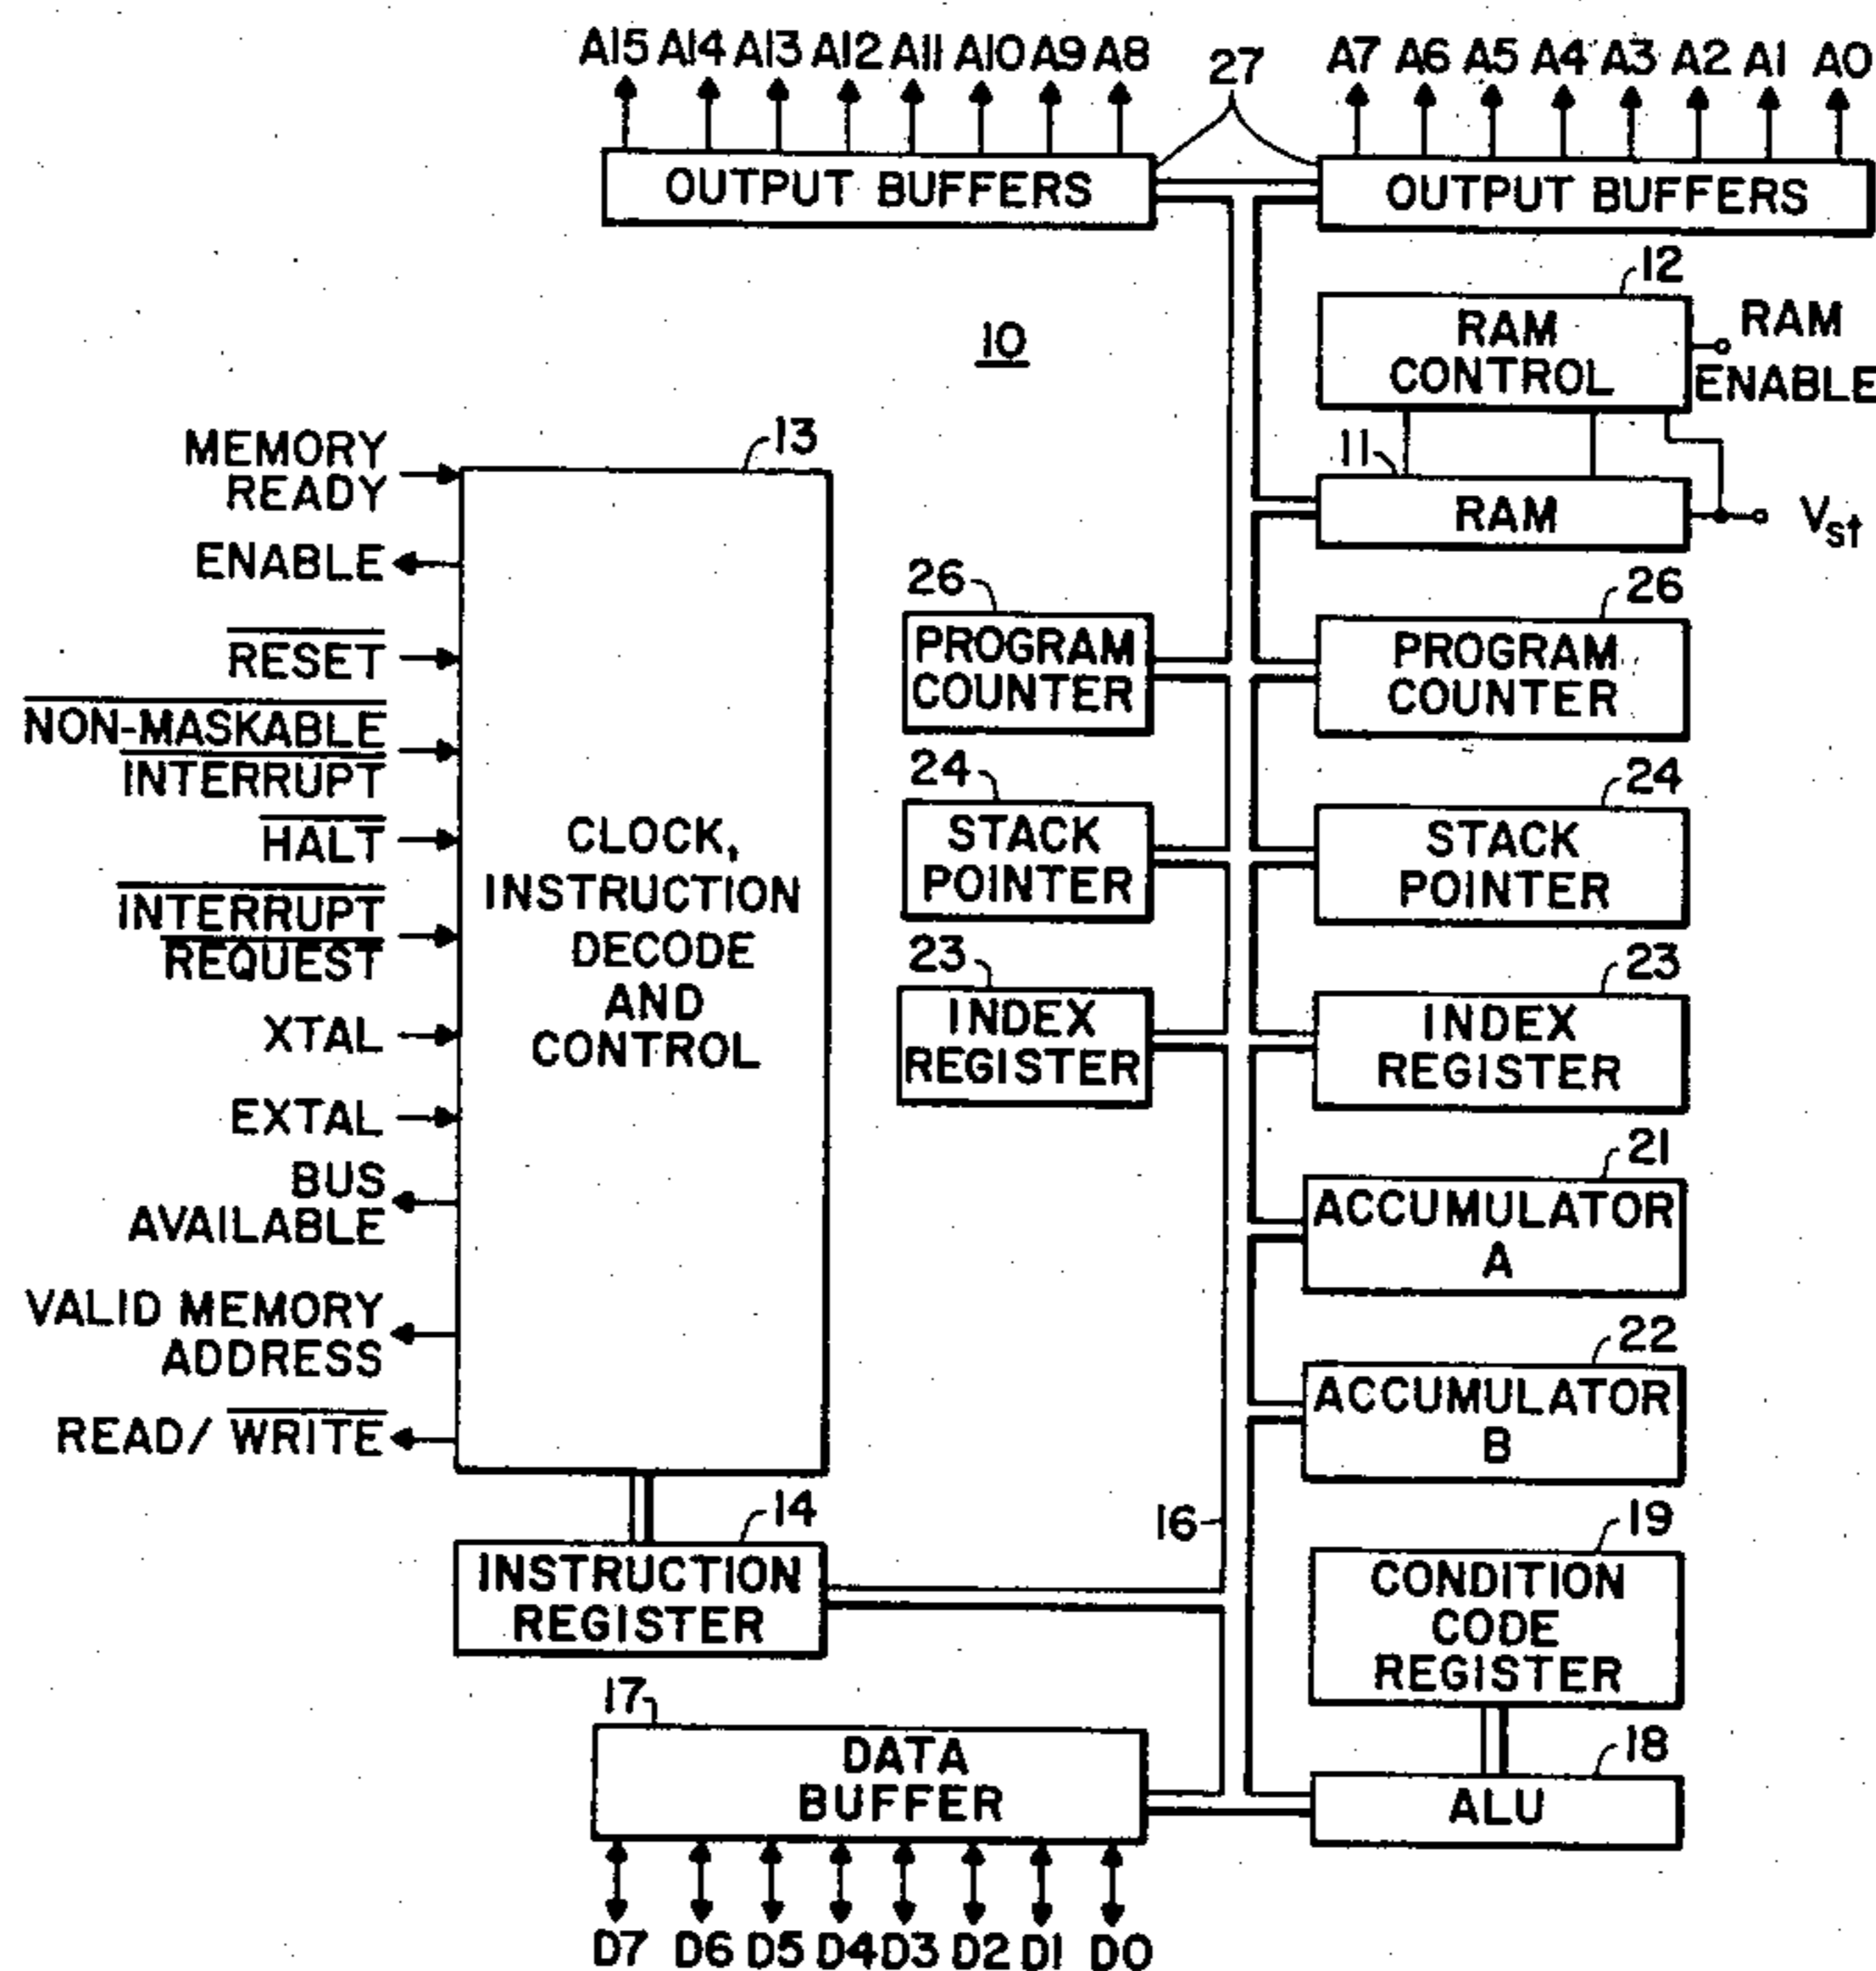 A15 A14 A13 A12 A11 A10 A9 A8
27
A7 A6 A5 A4 A3 A2 A1 A0
OUTPUT BUFFERS
OUTPUT BUFFERS
10
12
RAM
CONTROL
RAM
ENABLE
11
RAM
Vst
13
MEMORY
READY
ENABLE
RESET
NON-MASKABLE
INTERRUPT
HALT
INTERRUPT
REQUEST
XTAL
EXTAL
BUS
AVAILABLE
VALID MEMORY
ADDRESS
READ/ WRITE
CLOCK,
INSTRUCTION
DECODE
AND
CONTROL
26
PROGRAM
COUNTER
26
PROGRAM
COUNTER
24
STACK
POINTER
24
STACK
POINTER
23
INDEX
REGISTER
23
INDEX
REGISTER
21
ACCUMULATOR
A
22
ACCUMULATOR
B
14
INSTRUCTION
REGISTER
16
19
CONDITION
CODE
REGISTER
17
DATA
BUFFER
18
ALU
D7 D6 D5 D4 D3 D2 D1 D0